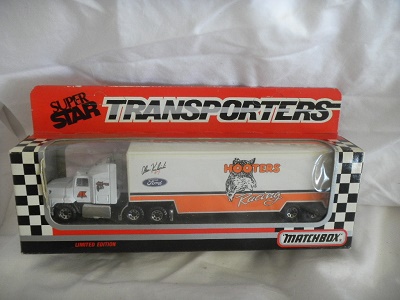 SUPER
STAR
TRANSPORTERS
Ford
HOOTERS
Racing
LIMITED EDITION
MATCHBOX